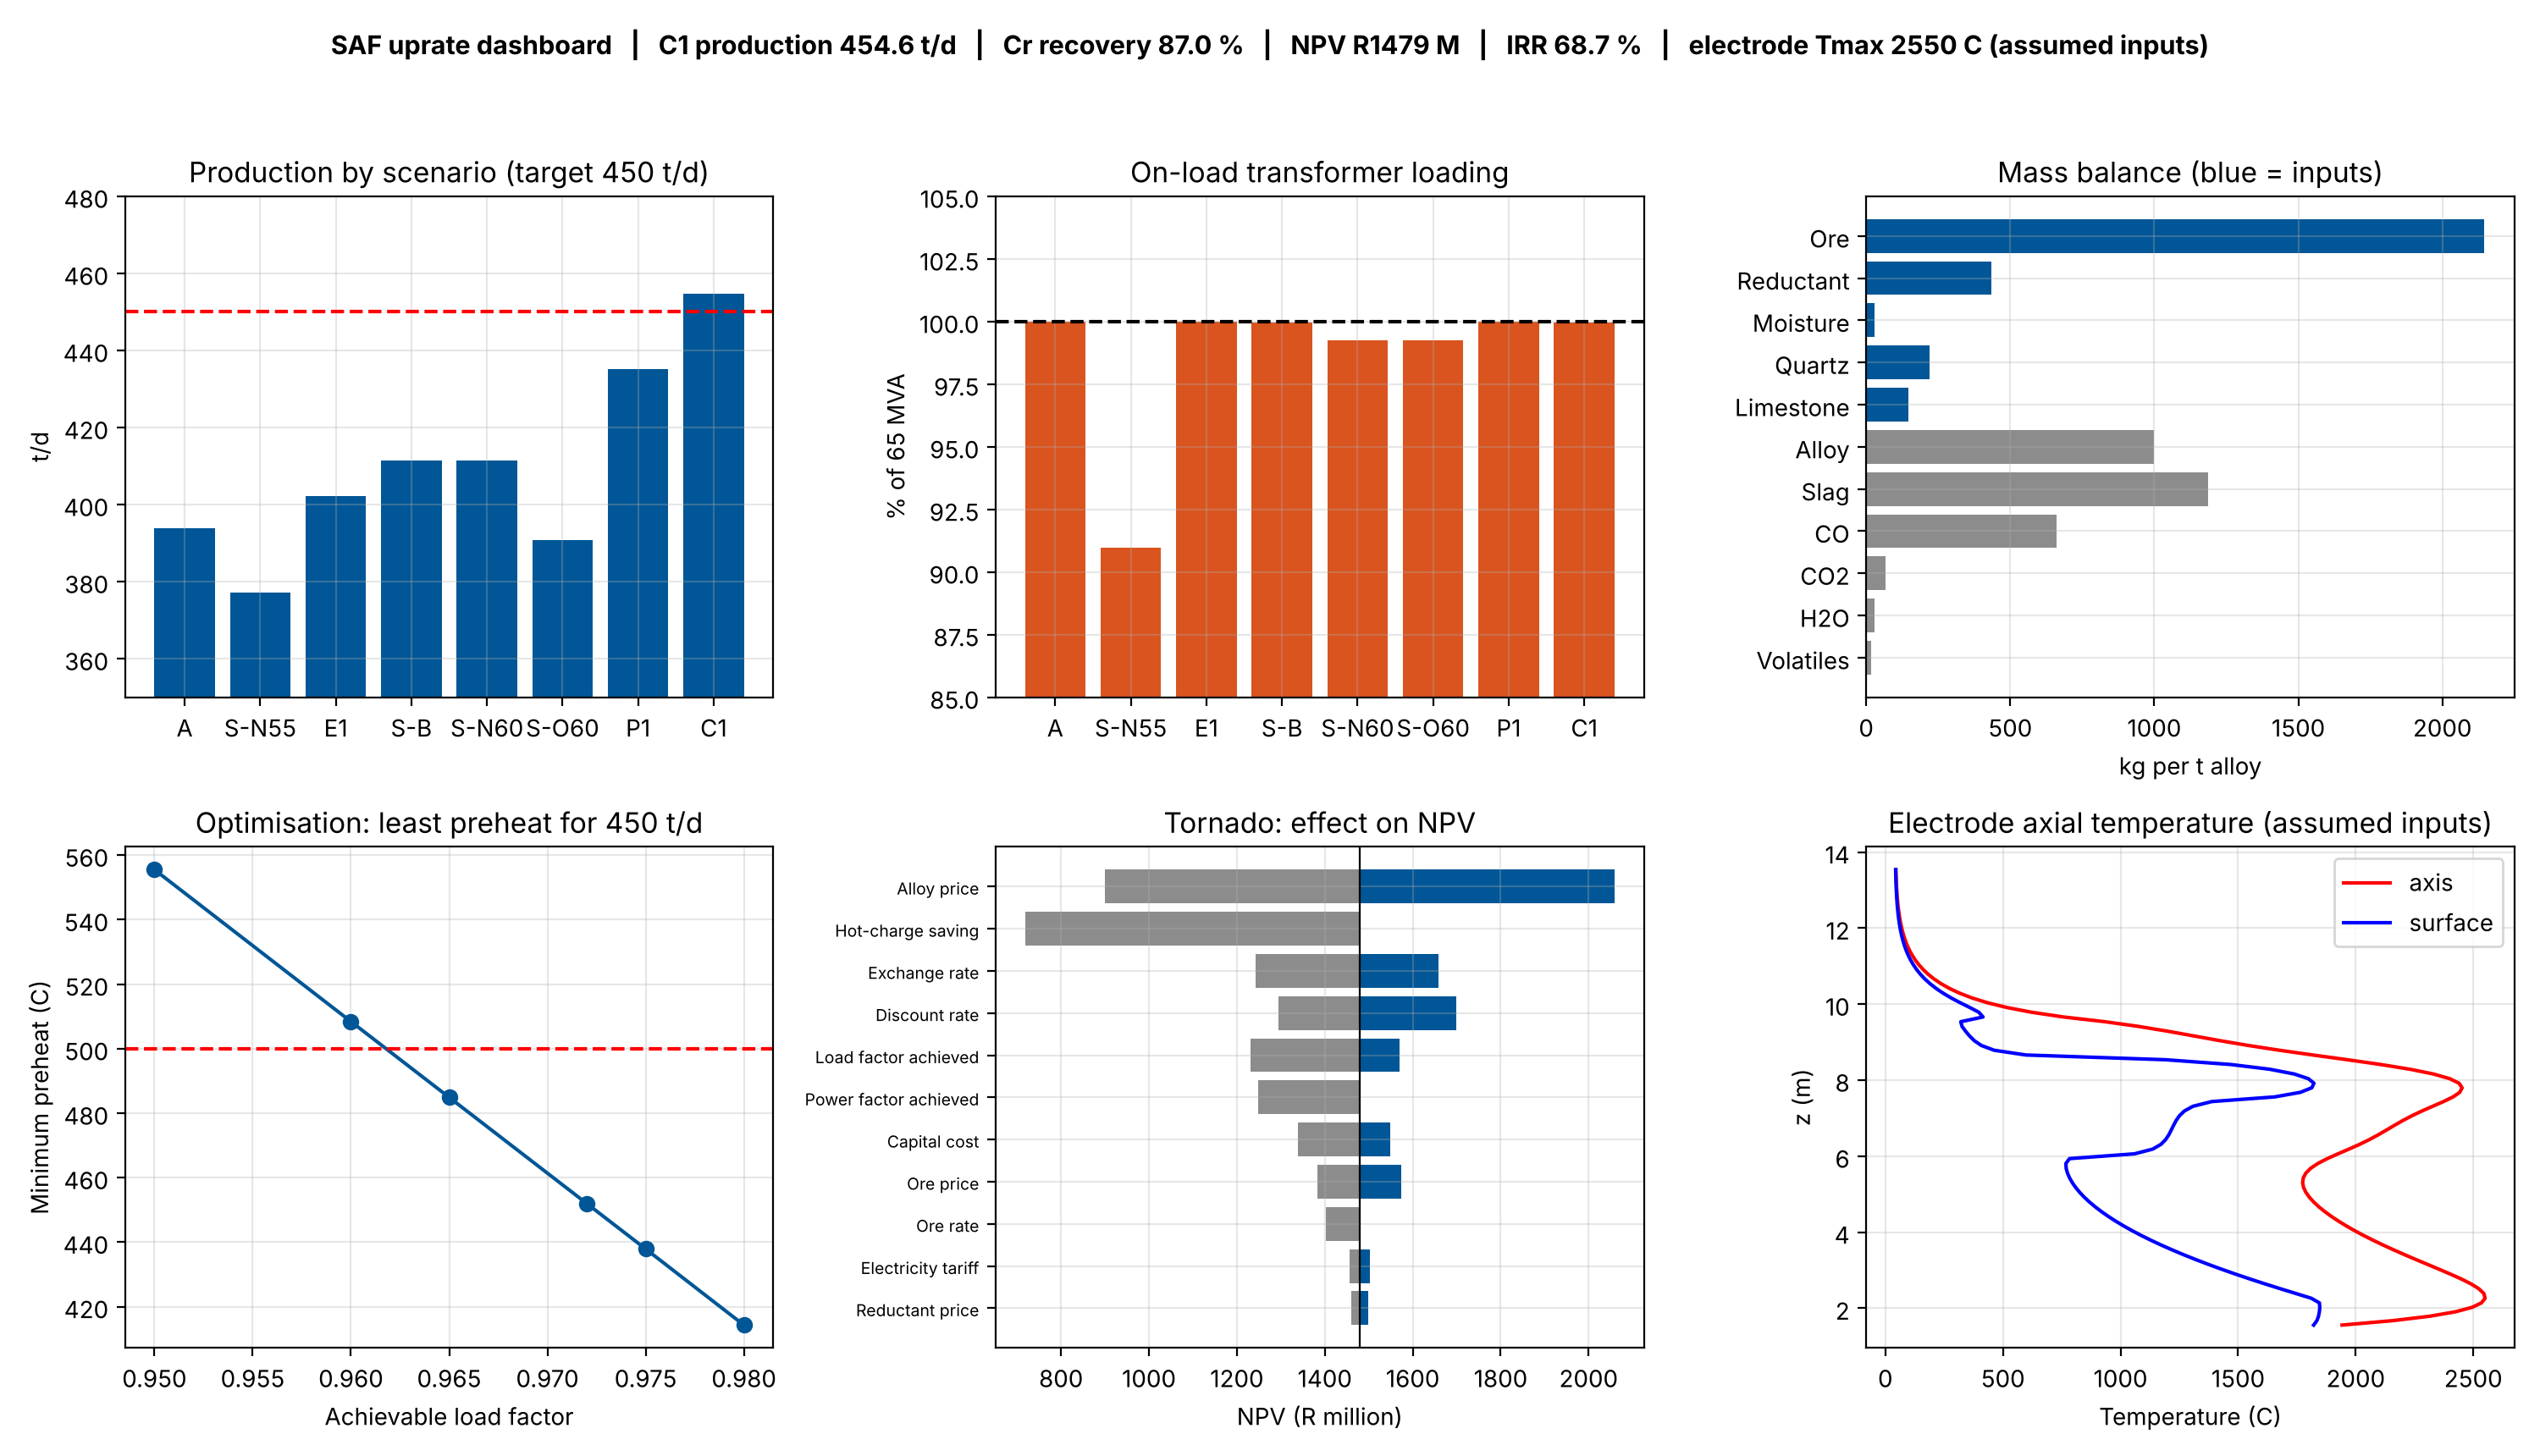 SAF uprate dashboard | C1 production 454.6 t/d | Cr recovery 87.0 % | NPV R1479 M | IRR 68.7 % | electrode Tmax 2550 C (assumed inputs)
Production by scenario (target 450 t/d)
480
460
440
420
400
380
360
t/d
A S-N55 E1 S-B S-N60 S-O60 P1 C1
On-load transformer loading
105.0
102.5
100.0
97.5
95.0
92.5
90.0
87.5
85.0
% of 65 MVA
A S-N55 E1 S-B S-N60 S-O60 P1 C1
Mass balance (blue = inputs)
Ore
Reductant
Moisture
Quartz
Limestone
Alloy
Slag
CO
CO2
H2O
Volatiles
0 500 1000 1500 2000
kg per t alloy
Optimisation: least preheat for 450 t/d
560
540
520
500
480
460
440
420
Minimum preheat (C)
0.950 0.955 0.960 0.965 0.970 0.975 0.980
Achievable load factor
Tornado: effect on NPV
Alloy price
Hot-charge saving
Exchange rate
Discount rate
Load factor achieved
Power factor achieved
Capital cost
Ore price
Ore rate
Electricity tariff
Reductant price
800 1000 1200 1400 1600 1800 2000
NPV (R million)
Electrode axial temperature (assumed inputs)
14
12
10
8
6
4
2
z (m)
axis
surface
0 500 1000 1500 2000 2500
Temperature (C)